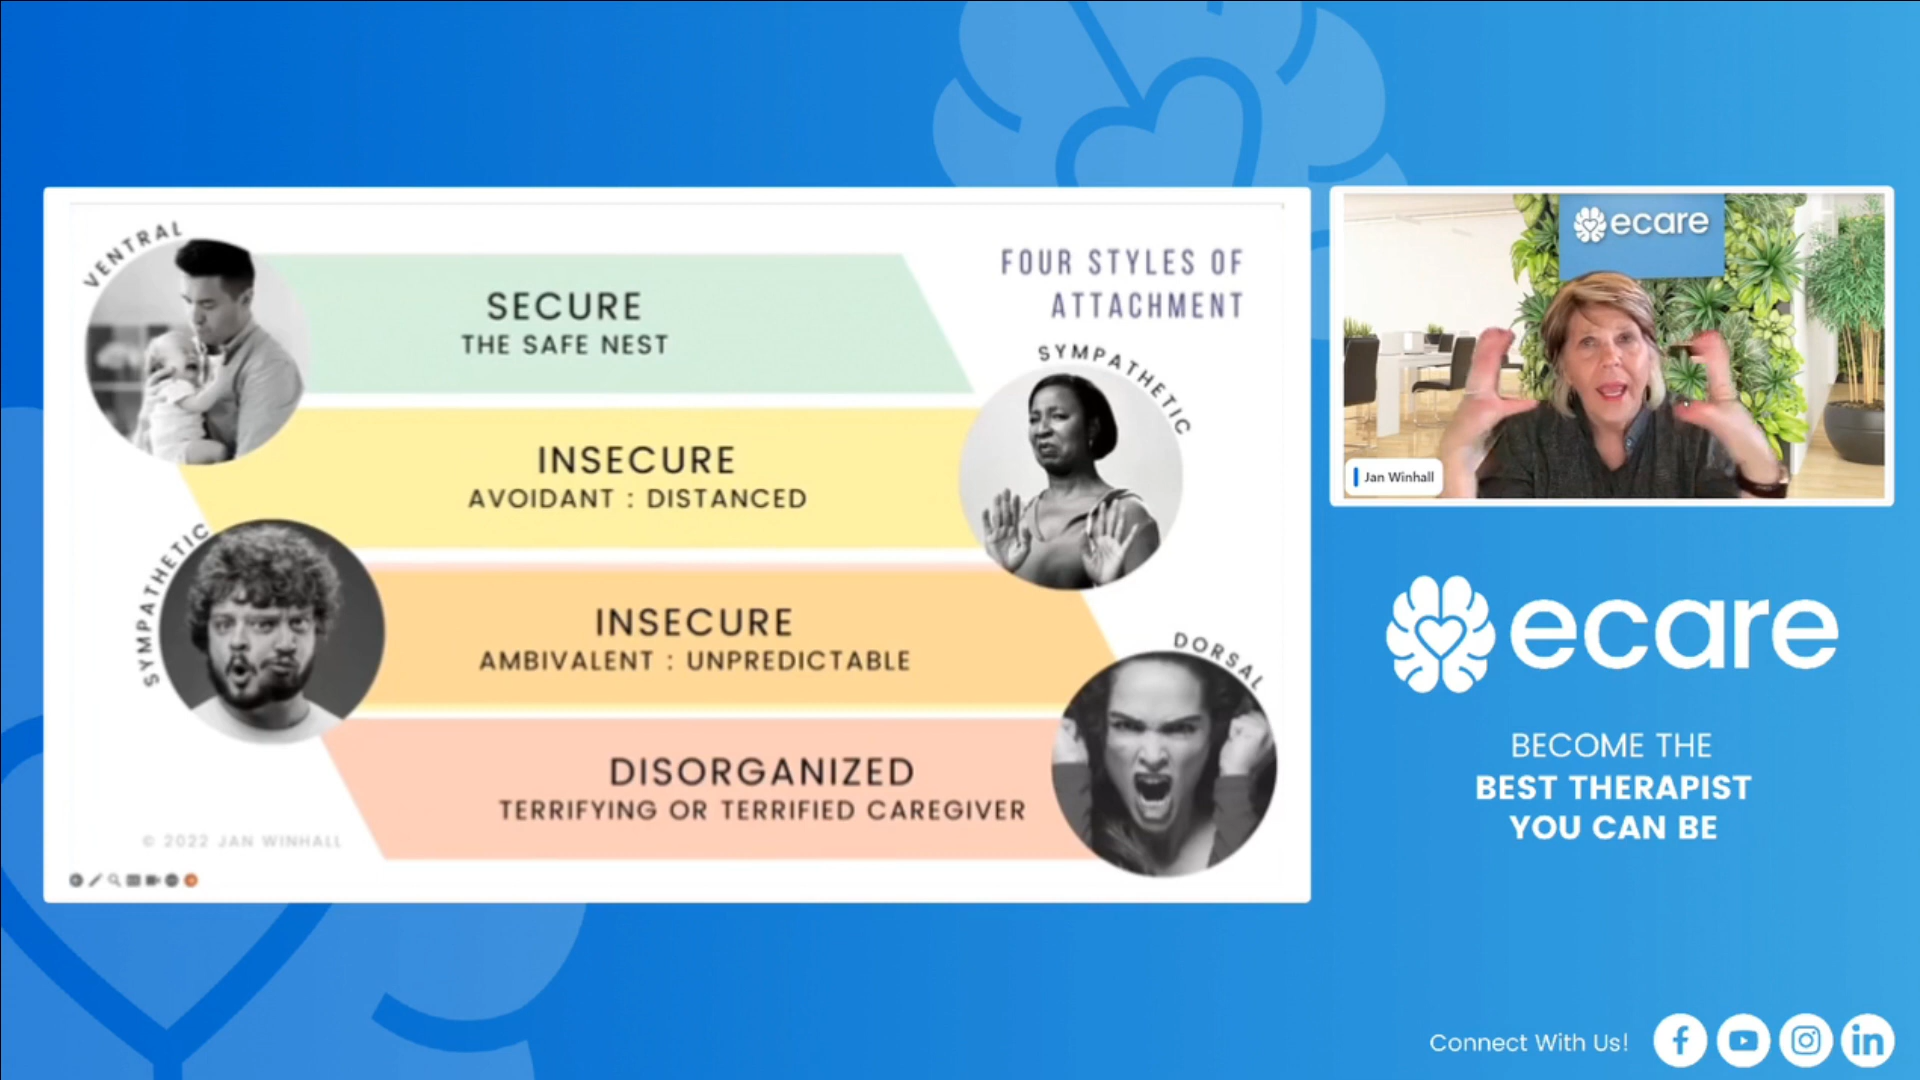 FOUR STYLES OF
ATTACHMENT
VENTRAL
SECURE
THE SAFE NEST
SYMPATHETIC
INSECURE
AVOIDANT : DISTANCED
SYMPATHETIC
INSECURE
AMBIVALENT : UNPREDICTABLE
DORSAL
DISORGANIZED
TERRIFYING OR TERRIFIED CAREGIVER
© 2022 JAN WINHALL
ecare
Jan Winhall
ecare
BECOME THE
BEST THERAPIST
YOU CAN BE
Connect With Us!
f
in